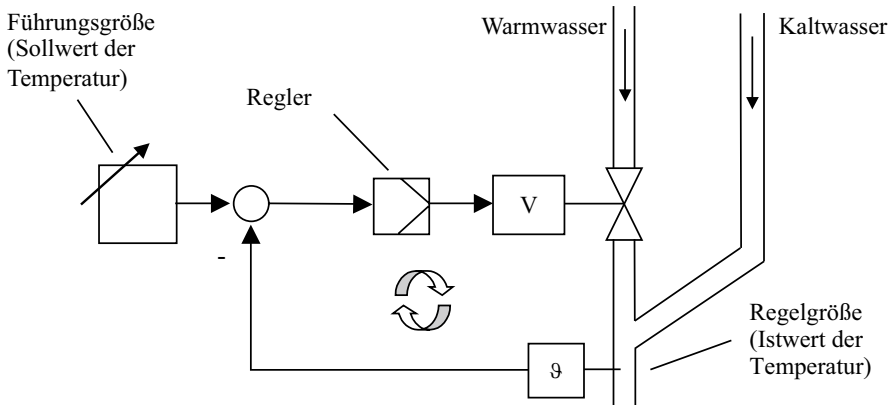 Führungsgröße
(Sollwert der
Temperatur)
Warmwasser
Kaltwasser
Regler
V
-
Regelgröße
(Istwert der
Temperatur)
ϑ